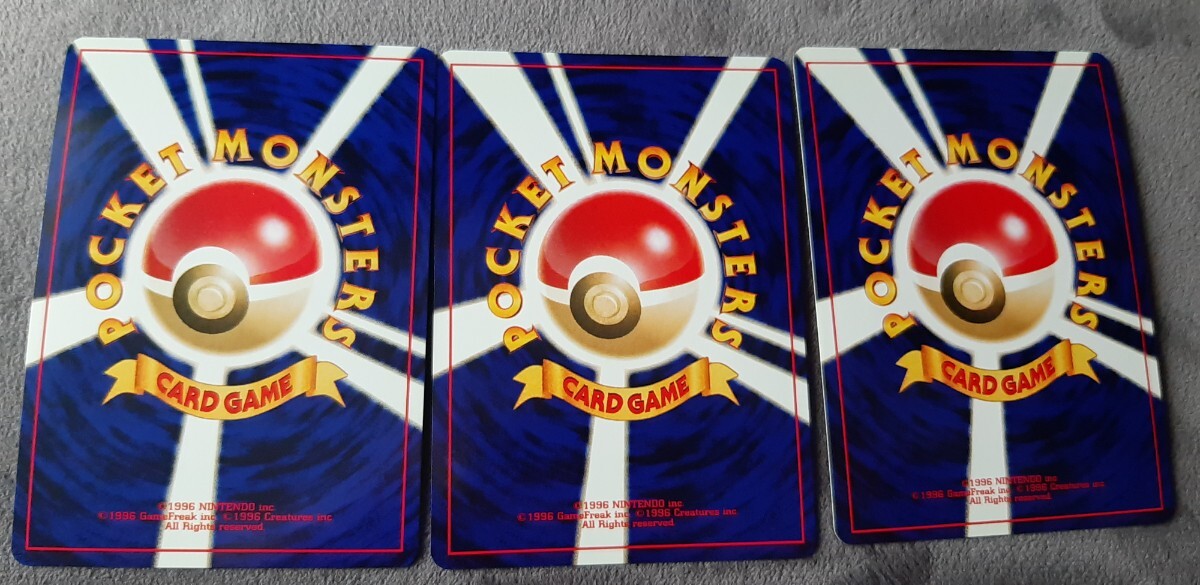 POCKET MONSTERS
CARD GAME
©1996 NINTENDO inc.
©1996 GameFreak inc. ©1996 Creatures inc.
All Rights reserved.
POCKET MONSTERS
CARD GAME
©1996 NINTENDO inc.
©1996 GameFreak inc. ©1996 Creatures inc.
All Rights reserved.
POCKET MONSTERS
CARD GAME
©1996 NINTENDO inc.
©1996 GameFreak inc. ©1996 Creatures inc.
All Rights reserved.